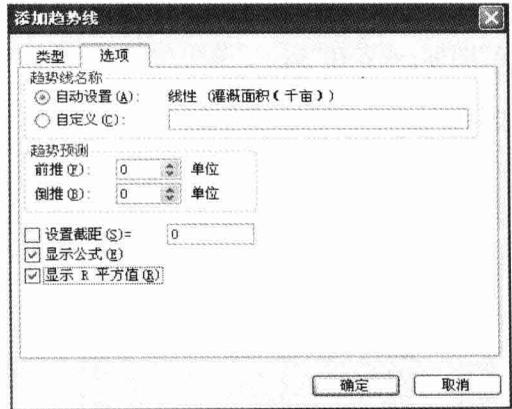 添加趋势线
类型 选项
趋势线名称
自动设置(A): 线性 (灌溉面积(千亩))
自定义(C):
趋势预测
前推(F): 0 单位
倒推(B): 0 单位
设置截距(S)= 0
显示公式(E)
显示 R 平方值(R)
确定 取消